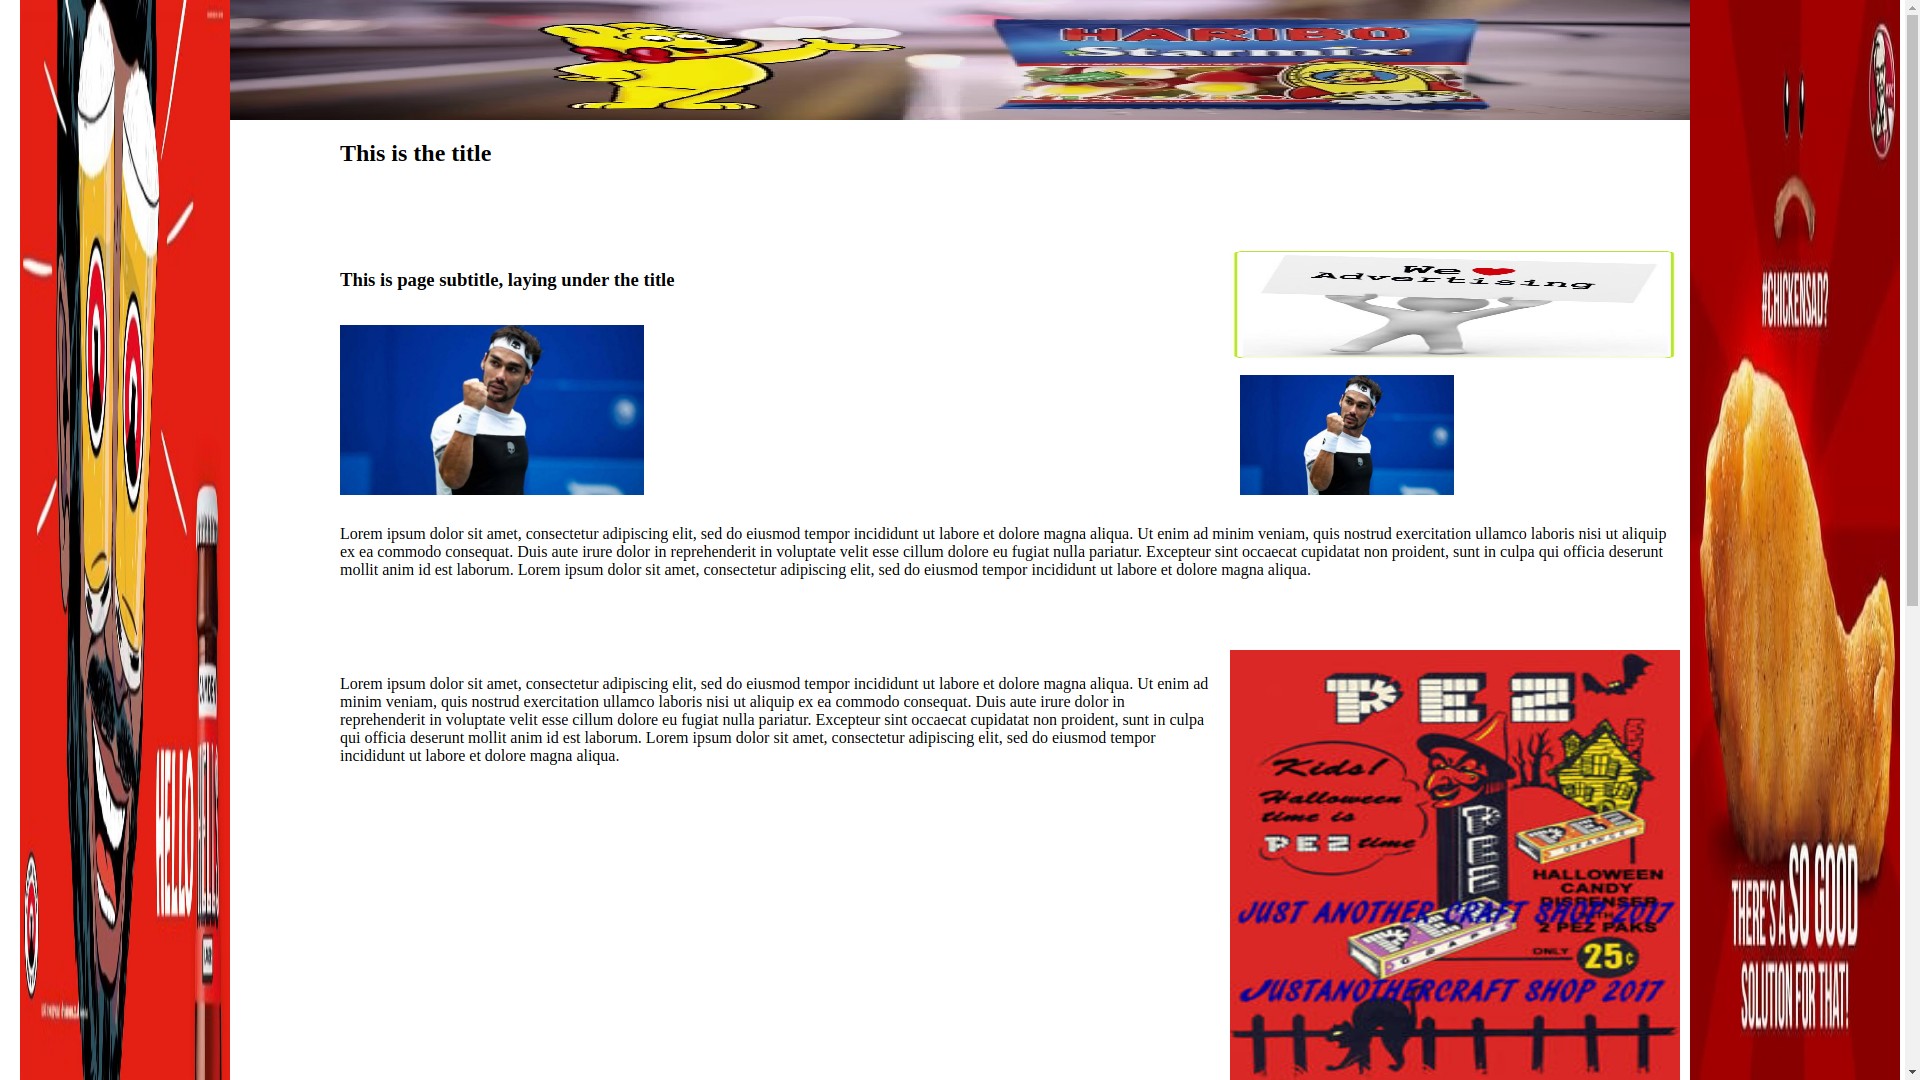 HARIBO
Starmix
This is the title
We
Advertising
This is page subtitle, laying under the title
#CHICKENSAD?
Lorem ipsum dolor sit amet, consectetur adipiscing elit, sed do eiusmod tempor incididunt ut labore et dolore magna aliqua. Ut enim ad minim veniam, quis nostrud exercitation ullamco laboris nisi ut aliquip
ex ea commodo consequat. Duis aute irure dolor in reprehenderit in voluptate velit esse cillum dolore eu fugiat nulla pariatur. Excepteur sint occaecat cupidatat non proident, sunt in culpa qui officia deserunt
mollit anim id est laborum. Lorem ipsum dolor sit amet, consectetur adipiscing elit, sed do eiusmod tempor incididunt ut labore et dolore magna aliqua.
Lorem ipsum dolor sit amet, consectetur adipiscing elit, sed do eiusmod tempor incididunt ut labore et dolore magna aliqua. Ut enim ad
minim veniam, quis nostrud exercitation ullamco laboris nisi ut aliquip ex ea commodo consequat. Duis aute irure dolor in
reprehenderit in voluptate velit esse cillum dolore eu fugiat nulla pariatur. Excepteur sint occaecat cupidatat non proident, sunt in culpa
qui officia deserunt mollit anim id est laborum. Lorem ipsum dolor sit amet, consectetur adipiscing elit, sed do eiusmod tempor
incididunt ut labore et dolore magna aliqua.
PEZ
Kids!
Halloween
time is
PEZ time
PEZ
PEZ
HALLOWEEN
CANDY
DISPENSER
WITH
2 PEZ PAKS
ONLY 25¢
PEZ
GRAPE
JUST ANOTHER CRAFT SHOP 2017
JUSTANOTHERCRAFT SHOP 2017
HELLO
THERE'S A SO GOOD
SOLUTION FOR THAT!